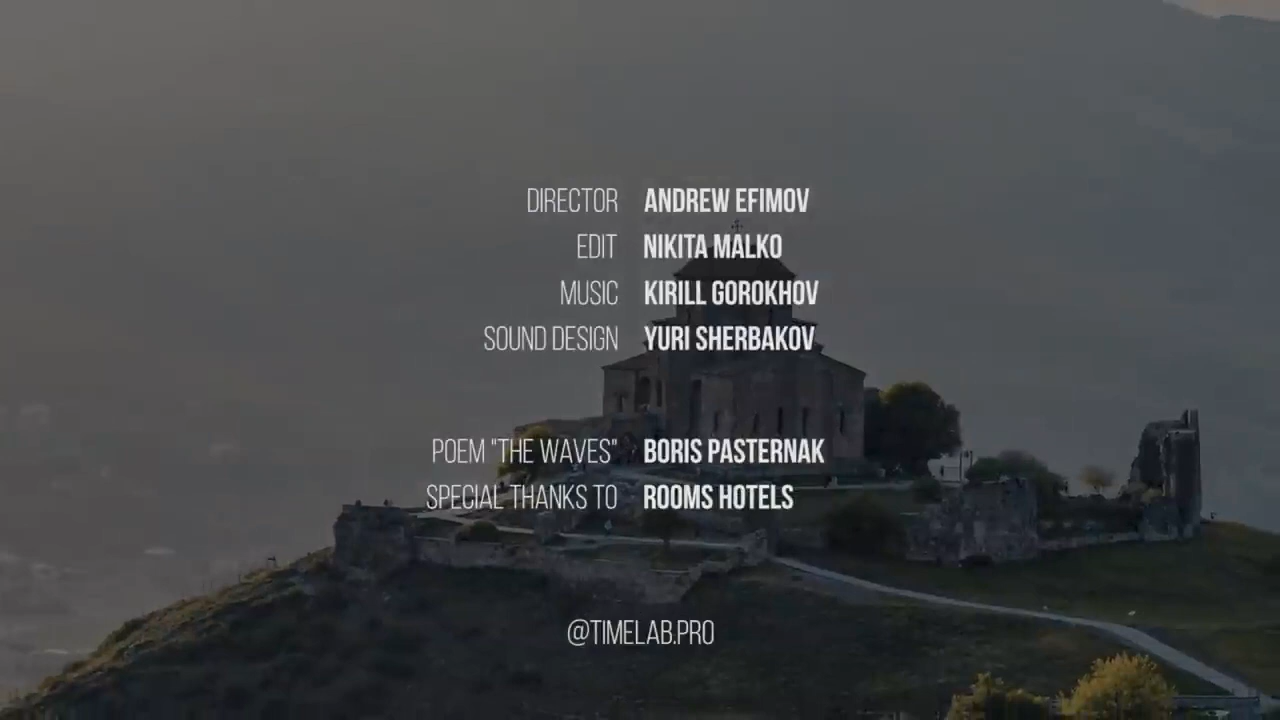 DIRECTOR ANDREW EFIMOV
EDIT NIKITA MALKO
MUSIC KIRILL GOROKHOV
SOUND DESIGN YURI SHERBAKOV
POEM "THE WAVES" BORIS PASTERNAK
SPECIAL THANKS TO ROOMS HOTELS
@TIMELAB.PRO